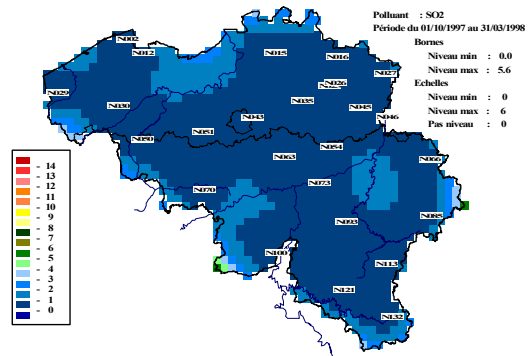 Polluant : SO2
Période du 01/10/1997 au 31/03/1998
Bornes
Niveau min : 0.0
Niveau max : 5.6
Echelles
Niveau min : 0
Niveau max : 6
Pas niveau : 0
N002
N012
N015
N016
N027
N026
N029
N030
N035
N045
N046
N043
N050
N051
N054
N063
N066
N070
N073
N085
N093
N100
N113
N121
N132
- 14
- 13
- 12
- 11
- 10
- 9
- 8
- 7
- 6
- 5
- 4
- 3
- 2
- 1
- 0